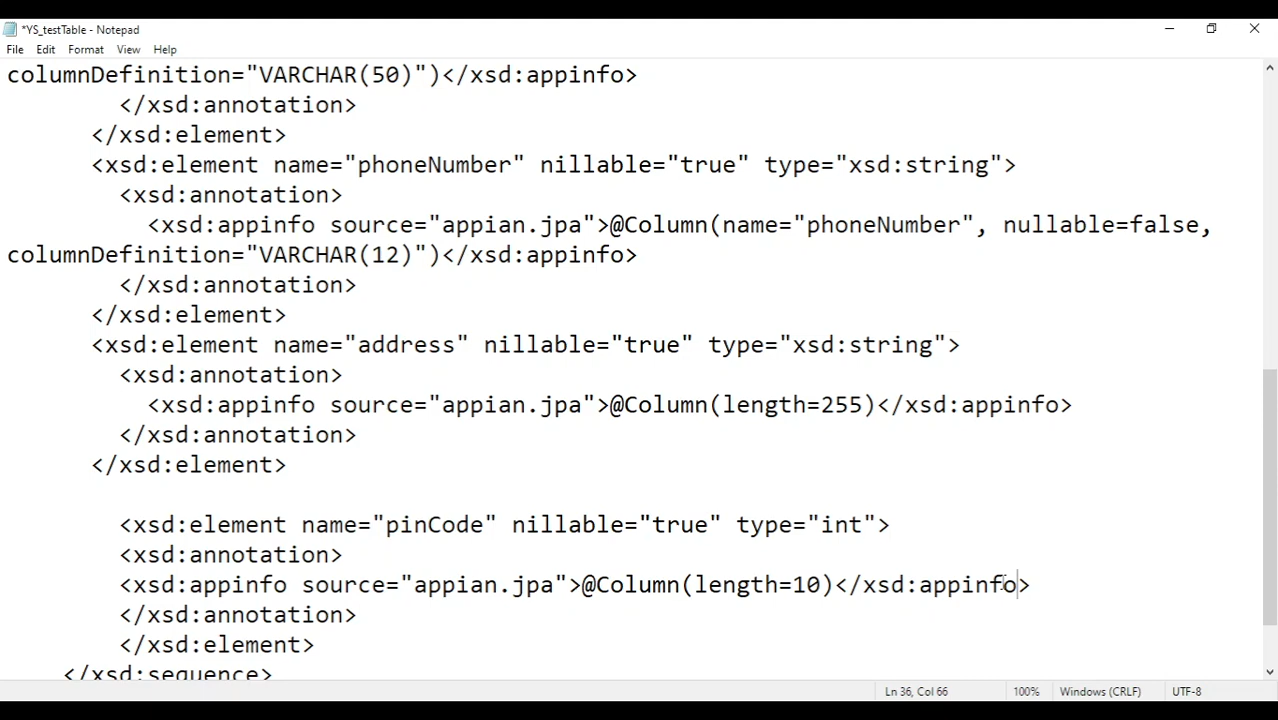 *YS_testTable - Notepad
File Edit Format View Help
columnDefinition="VARCHAR(50)")</xsd:appinfo>
</xsd:annotation>
</xsd:element>
<xsd:element name="phoneNumber" nillable="true" type="xsd:string">
<xsd:annotation>
<xsd:appinfo source="appian.jpa">@Column(name="phoneNumber", nullable=false,
columnDefinition="VARCHAR(12)")</xsd:appinfo>
</xsd:annotation>
</xsd:element>
<xsd:element name="address" nillable="true" type="xsd:string">
<xsd:annotation>
<xsd:appinfo source="appian.jpa">@Column(length=255)</xsd:appinfo>
</xsd:annotation>
</xsd:element>
<xsd:element name="pinCode" nillable="true" type="int">
<xsd:annotation>
<xsd:appinfo source="appian.jpa">@Column(length=10)</xsd:appinfo>
</xsd:annotation>
</xsd:element>
</xsd:sequence>
Ln 36, Col 66 100% Windows (CRLF) UTF-8